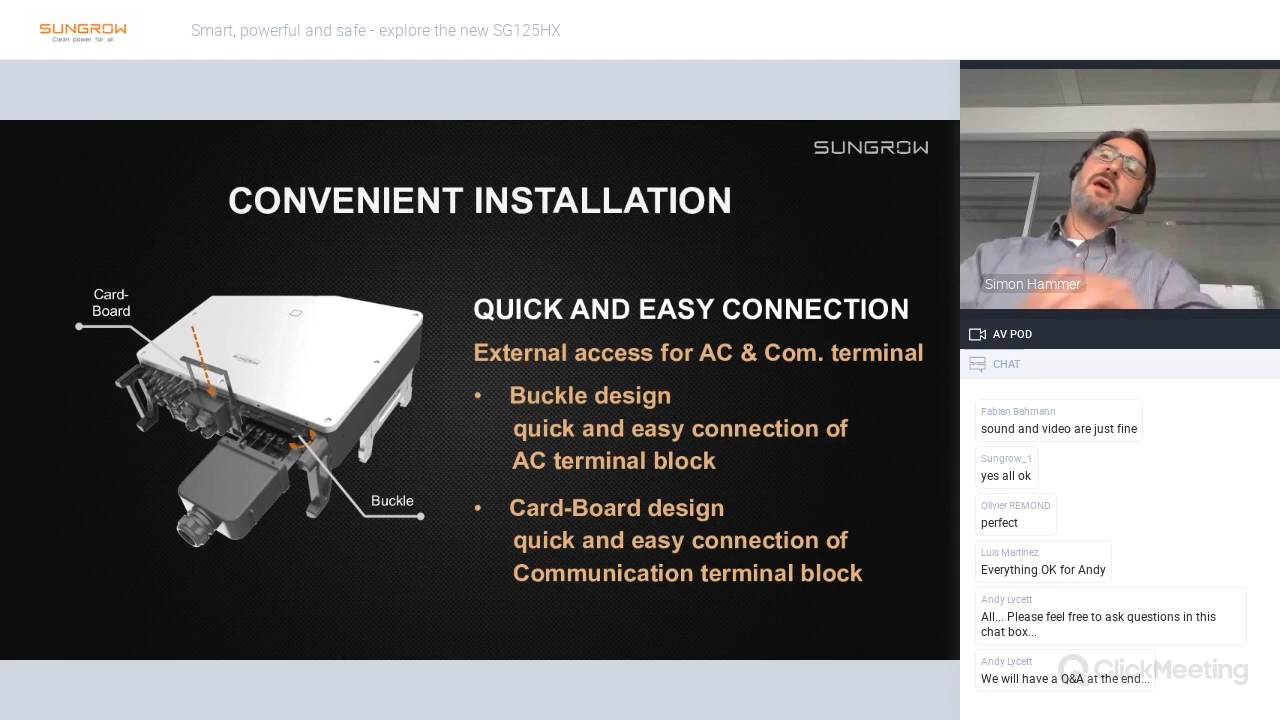 SUNGROW
Clean power for all
Smart, powerful and safe - explore the new SG125HX
SUNGROW
CONVENIENT INSTALLATION
Card-
Board
Buckle
QUICK AND EASY CONNECTION
External access for AC & Com. terminal
• Buckle design
quick and easy connection of
AC terminal block
• Card-Board design
quick and easy connection of
Communication terminal block
Simon Hammer
AV POD
CHAT
Fabian Bahmann
sound and video are just fine
Sungrow_1
yes all ok
Olivier REMOND
perfect
Luis Martínez
Everything OK for Andy
Andy Lycett
All... Please feel free to ask questions in this
chat box...
Andy Lycett
We will have a Q&A at the end...
ClickMeeting